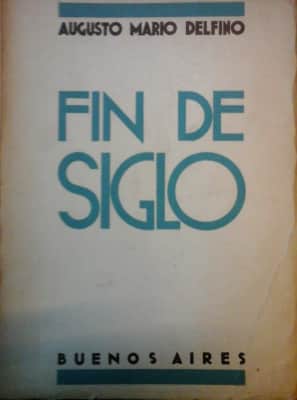 AUGUSTO MARIO DELFINO
FIN DE
SIGLO
BUENOS AIRES